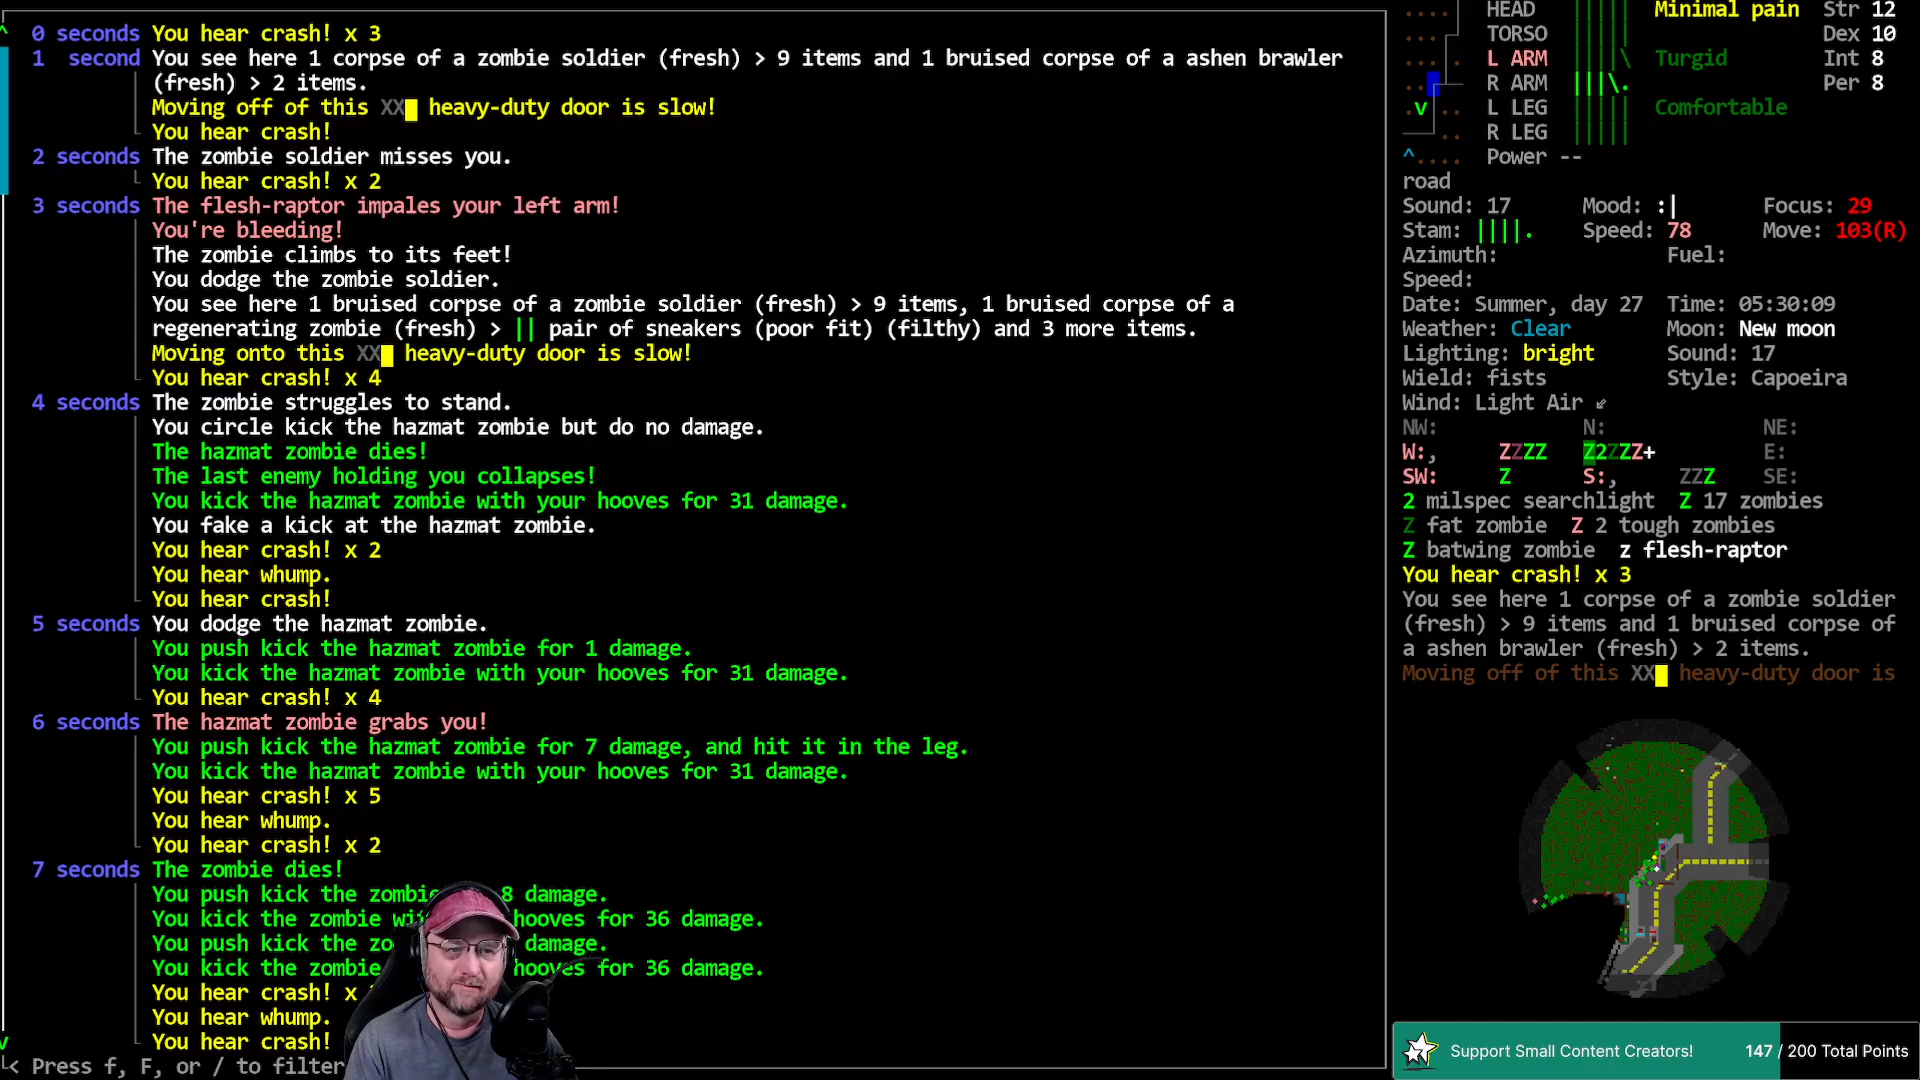 0 seconds You hear crash! x 3
1 second You see here 1 corpse of a zombie soldier (fresh) > 9 items and 1 bruised corpse of a ashen brawler
(fresh) > 2 items.
Moving off of this XX heavy-duty door is slow!
You hear crash!
2 seconds The zombie soldier misses you.
You hear crash! x 2
3 seconds The flesh-raptor impales your left arm!
You're bleeding!
The zombie climbs to its feet!
You dodge the zombie soldier.
You see here 1 bruised corpse of a zombie soldier (fresh) > 9 items, 1 bruised corpse of a
regenerating zombie (fresh) > || pair of sneakers (poor fit) (filthy) and 3 more items.
Moving onto this XX heavy-duty door is slow!
You hear crash! x 4
4 seconds The zombie struggles to stand.
You circle kick the hazmat zombie but do no damage.
The hazmat zombie dies!
The last enemy holding you collapses!
You kick the hazmat zombie with your hooves for 31 damage.
You fake a kick at the hazmat zombie.
You hear crash! x 2
You hear whump.
You hear crash!
5 seconds You dodge the hazmat zombie.
You push kick the hazmat zombie for 1 damage.
You kick the hazmat zombie with your hooves for 31 damage.
You hear crash! x 4
6 seconds The hazmat zombie grabs you!
You push kick the hazmat zombie for 7 damage, and hit it in the leg.
You kick the hazmat zombie with your hooves for 31 damage.
You hear crash! x 5
You hear whump.
You hear crash! x 2
7 seconds The zombie dies!
You push kick the zombie 8 damage.
You kick the zombie hooves for 36 damage.
You push kick the damage.
You kick the zombie hooves for 36 damage.
You hear crash! x
You hear whump.
You hear crash!
< Press f, F, or / to filter
HEAD ||||| Minimal pain Str 12
TORSO ||||| Dex 10
L ARM ||||\ Turgid Int 8
R ARM |||\. Per 8
L LEG ||||| Comfortable
R LEG |||||
Power --
road
Sound: 17 Mood: :| Focus: 29
Stam: ||||. Speed: 78 Move: 103(R)
Azimuth: Fuel:
Speed:
Date: Summer, day 27 Time: 05:30:09
Weather: Clear Moon: New moon
Lighting: bright Sound: 17
Wield: fists Style: Capoeira
Wind: Light Air ↙
NW: N: NE:
W:, ZZZZ Z2ZZZ+ E:
SW: Z S:, ZZZ SE:
2 milspec searchlight Z 17 zombies
Z fat zombie Z 2 tough zombies
Z batwing zombie z flesh-raptor
You hear crash! x 3
You see here 1 corpse of a zombie soldier
(fresh) > 9 items and 1 bruised corpse of
a ashen brawler (fresh) > 2 items.
Moving off of this XX heavy-duty door is
Support Small Content Creators! 147 / 200 Total Points